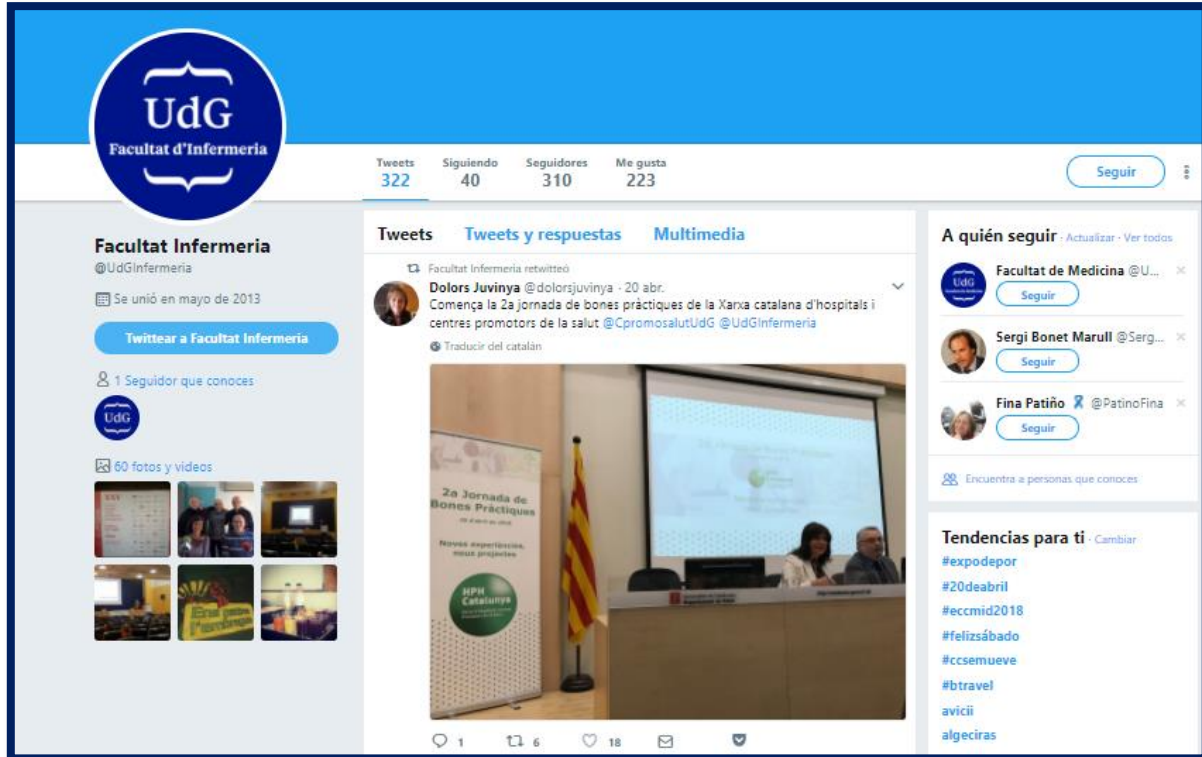 UdG
Facultat d'Infermeria
Tweets
322
Siguiendo
40
Seguidores
310
Me gusta
223
Seguir
Facultat Infermeria
@UdGInfermeria
Se unió en mayo de 2013
Twittear a Facultat Infermeria
1 Seguidor que conoces
UdG
60 fotos y videos
Tweets Tweets y respuestas Multimedia
Facultat Infermeria retwitteó
Dolors Juvinya @dolorsjuvinya · 20 abr.
Comença la 2a jornada de bones pràctiques de la Xarxa catalana d'hospitals i
centres promotors de la salut @CpromosalutUdG @UdGInfermeria
Traducir del catalán
2a Jornada de
Bones Pràctiques
Noves experiències,
nous projectes
HPH
Catalunya
1 6 18
A quién seguir · Actualizar · Ver todos
UdG
Facultat de Medicina @U...
Seguir
Sergi Bonet Marull @Serg...
Seguir
Fina Patiño @PatinoFina
Seguir
Encuentra a personas que conoces
Tendencias para ti · Cambiar
#expodepor
#20deabril
#eccmid2018
#felizsábado
#ccsemueve
#btravel
avicii
algeciras